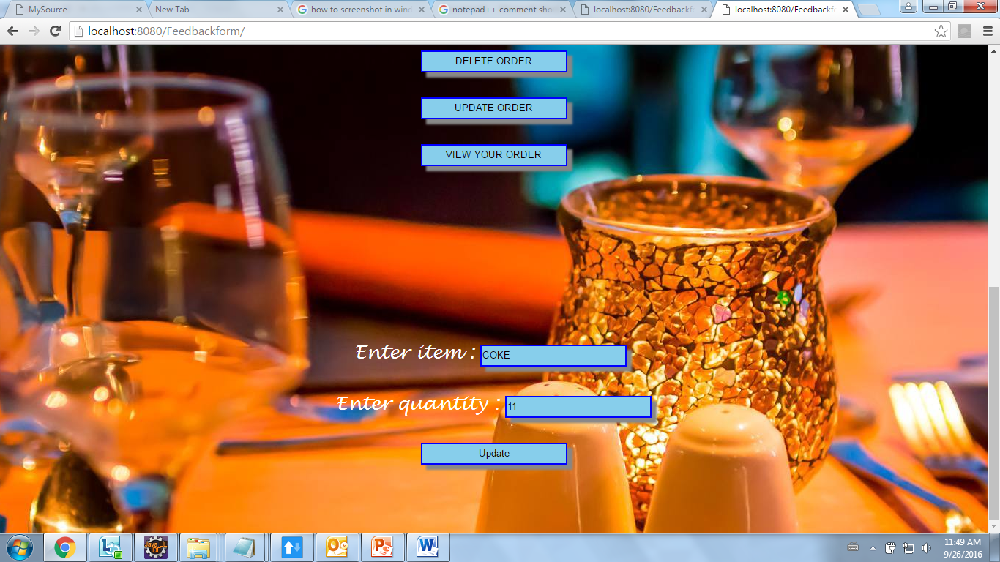 MySource
New Tab
how to screenshot in wind
notepad++ comment sho
localhost:8080/Feedbackf
localhost:8080/Feedbackf
localhost:8080/Feedbackform/
DELETE ORDER
UPDATE ORDER
VIEW YOUR ORDER
Enter item : COKE
Enter quantity : 11
Update
Java EE
IDE
11:49 AM
9/26/2016